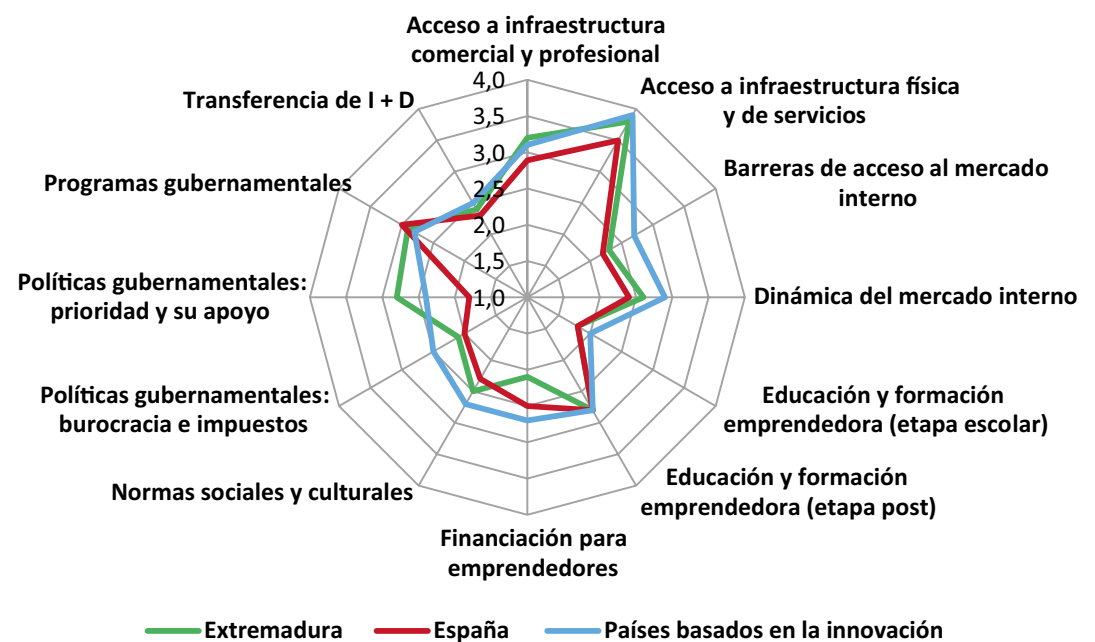 Acceso a infraestructura
comercial y profesional
Acceso a infraestructura física
y de servicios
Barreras de acceso al mercado
interno
Dinámica del mercado interno
Educación y formación
emprendedora (etapa escolar)
Educación y formación
emprendedora (etapa post)
Financiación para
emprendedores
Normas sociales y culturales
Políticas gubernamentales:
burocracia e impuestos
Políticas gubernamentales:
prioridad y su apoyo
Programas gubernamentales
Transferencia de I + D
4,0
3,5
3,0
2,5
2,0
1,5
1,0
Extremadura
España
Países basados en la innovación